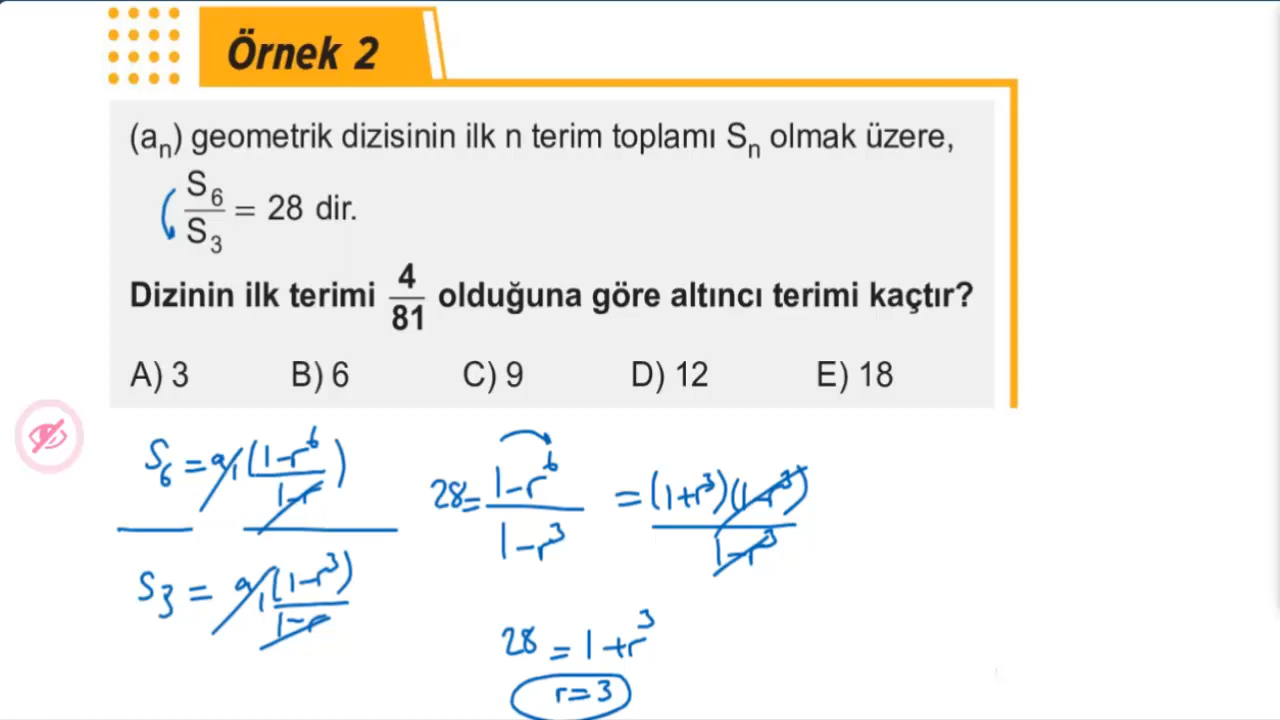 Örnek 2
(aₙ) geometrik dizisinin ilk n terim toplamı Sₙ olmak üzere,
S₆/S₃ = 28 dir.
Dizinin ilk terimi 4/81 olduğuna göre altıncı terimi kaçtır?
A) 3 B) 6 C) 9 D) 12 E) 18
S₆ = a₁(1-r⁶/1-r)
S₃ = a₁(1-r³)/1-r
28 = 1-r⁶/1-r³ = (1+r³)(1-r³)/1-r³
28 = 1+r³
r=3